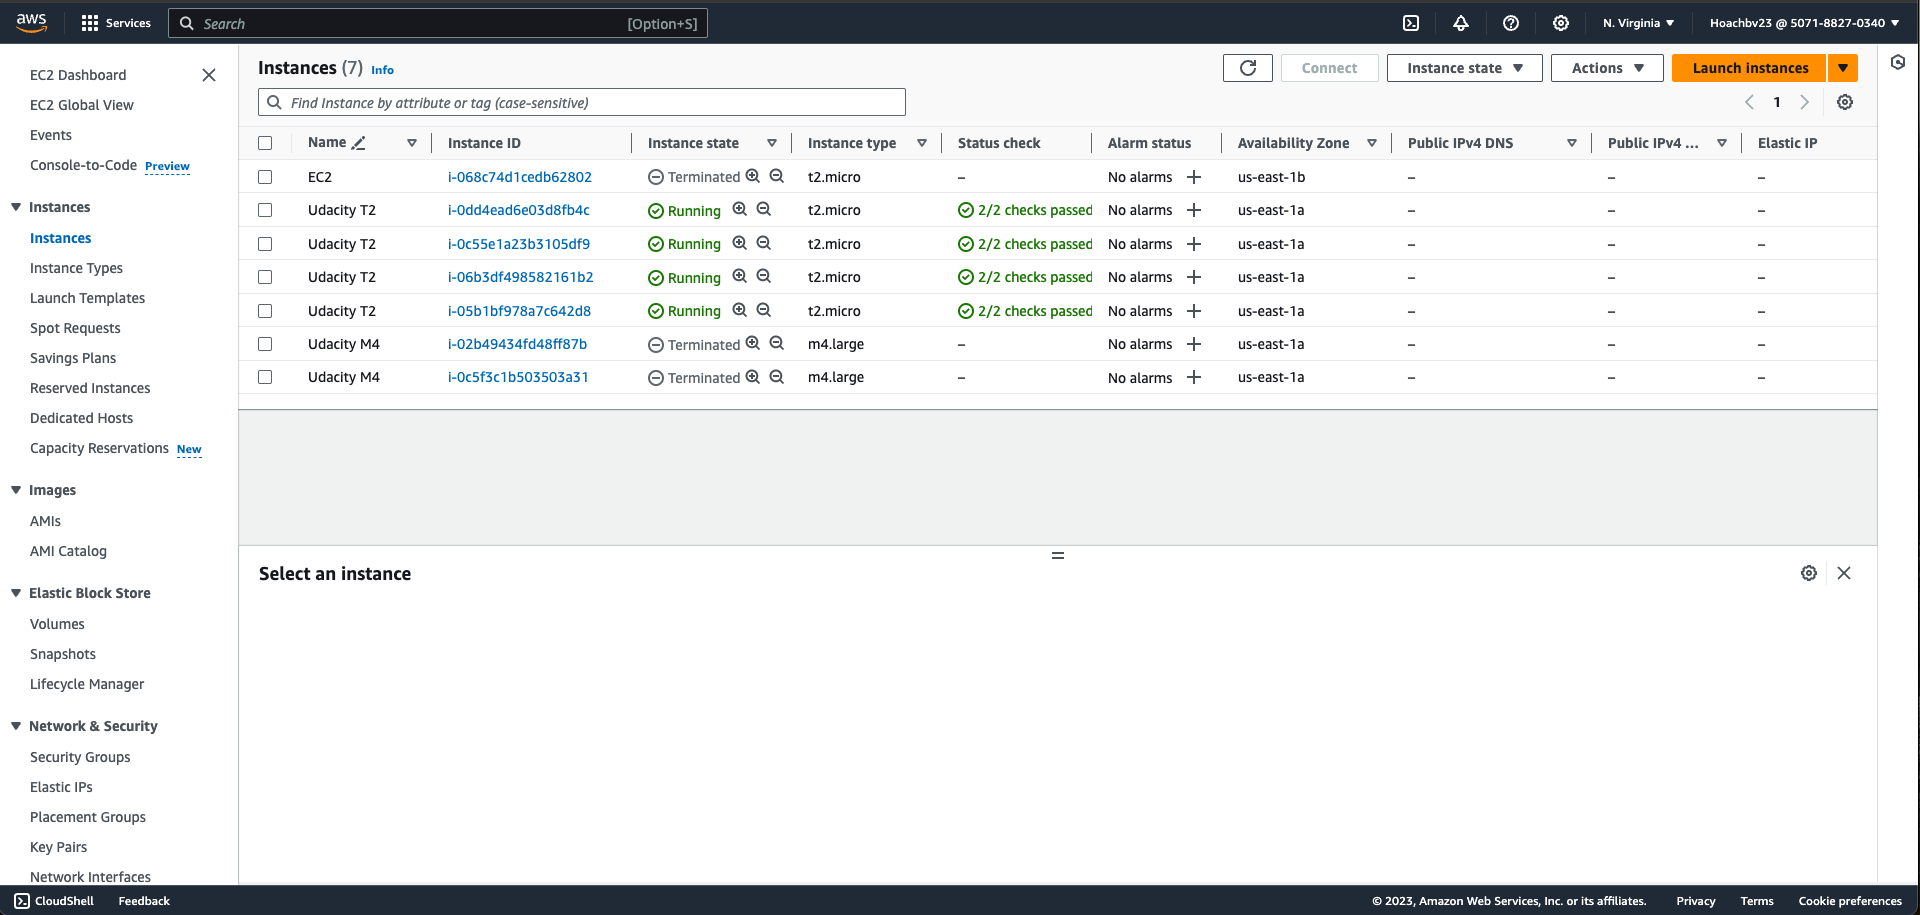 aws Services Search [Option+S] N. Virginia Hoachbv23 @ 5071-8827-0340
EC2 Dashboard
EC2 Global View
Events
Console-to-Code Preview
Instances
Instances
Instance Types
Launch Templates
Spot Requests
Savings Plans
Reserved Instances
Dedicated Hosts
Capacity Reservations New
Images
AMIs
AMI Catalog
Elastic Block Store
Volumes
Snapshots
Lifecycle Manager
Network & Security
Security Groups
Elastic IPs
Placement Groups
Key Pairs
Network Interfaces
Instances (7) Info Connect Instance state Actions Launch instances
Find Instance by attribute or tag (case-sensitive) 1
Name Instance ID Instance state Instance type Status check Alarm status Availability Zone Public IPv4 DNS Public IPv4 ... Elastic IP
EC2 i-068c74d1cedb62802 Terminated t2.micro – No alarms us-east-1b – – –
Udacity T2 i-0dd4ead6e03d8fb4c Running t2.micro 2/2 checks passed No alarms us-east-1a – – –
Udacity T2 i-0c55e1a23b3105df9 Running t2.micro 2/2 checks passed No alarms us-east-1a – – –
Udacity T2 i-06b3df498582161b2 Running t2.micro 2/2 checks passed No alarms us-east-1a – – –
Udacity T2 i-05b1bf978a7c642d8 Running t2.micro 2/2 checks passed No alarms us-east-1a – – –
Udacity M4 i-02b49434fd48ff87b Terminated m4.large – No alarms us-east-1a – – –
Udacity M4 i-0c5f3c1b503503a31 Terminated m4.large – No alarms us-east-1a – – –
Select an instance
CloudShell Feedback © 2023, Amazon Web Services, Inc. or its affiliates. Privacy Terms Cookie preferences